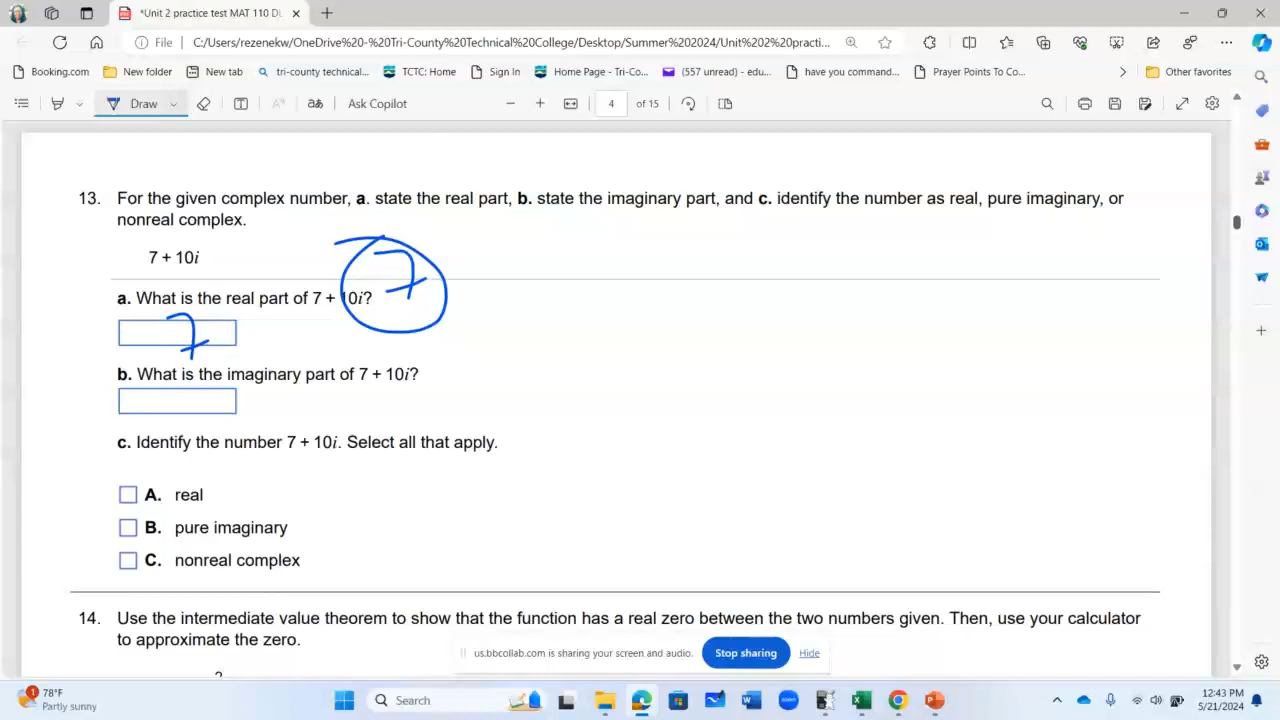 *Unit 2 practice test MAT 110 DL
File C:/Users/rezenekw/OneDrive%20-%20Tri-County%20Technical%20College/Desktop/Summer%202024/Unit%202%20practi...
Booking.com New folder New tab tri-county technical... TCTC: Home Sign In Home Page - Tri-Co... (557 unread) - edu... have you command... Prayer Points To Co... Other favorites
Draw Ask Copilot 4 of 15
13. For the given complex number, a. state the real part, b. state the imaginary part, and c. identify the number as real, pure imaginary, or
nonreal complex.
7 + 10i
7
a. What is the real part of 7 + 10i?
7
b. What is the imaginary part of 7 + 10i?
c. Identify the number 7 + 10i. Select all that apply.
A. real
B. pure imaginary
C. nonreal complex
14. Use the intermediate value theorem to show that the function has a real zero between the two numbers given. Then, use your calculator
to approximate the zero.
us.bbcollab.com is sharing your screen and audio. Stop sharing Hide
1 78°F
Partly sunny
Search
12:43 PM
5/21/2024